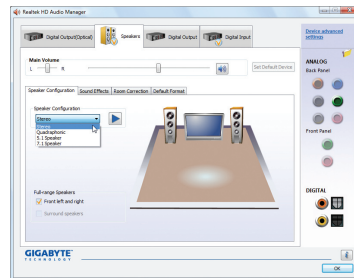 Realtek HD Audio Manager
Digital Output(Optical)
Speakers
Digital Output
Digital Input
Device advanced settings
Main Volume
L
R
Set Default Device
ANALOG
Back Panel
Speaker Configuration
Sound Effects
Room Correction
Default Format
Speaker Configuration
Stereo
Stereo
Quadraphonic
5.1 Speaker
7.1 Speaker
Front Panel
Full-range Speakers
Front left and right
Surround speakers
DIGITAL
GIGABYTE™
TECHNOLOGY
OK